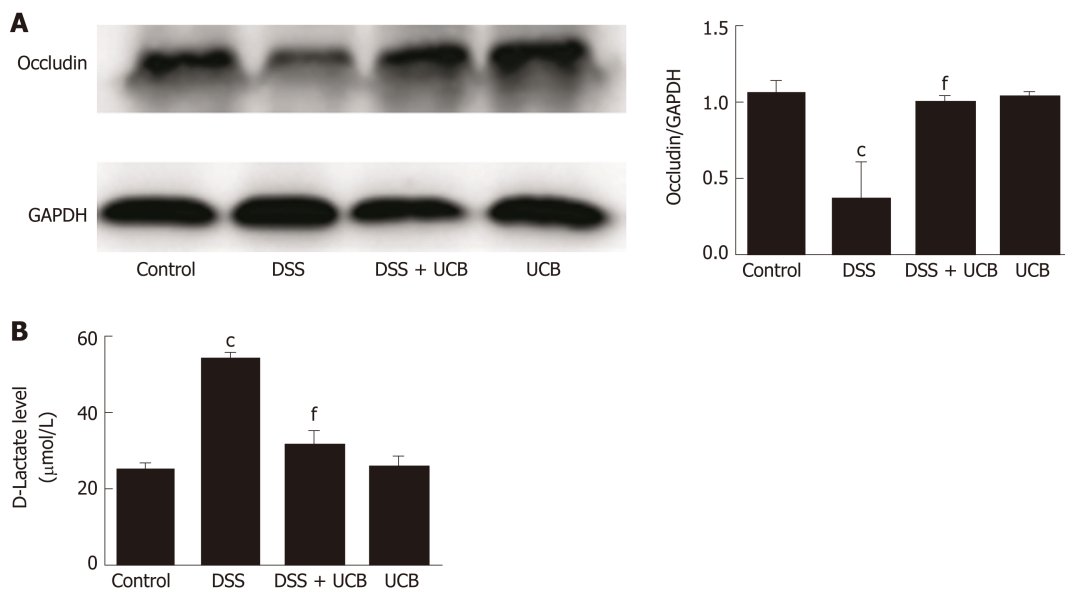 A
Occludin
GAPDH
Control DSS DSS + UCB UCB
Occludin/GAPDH
1.5
1.0
0.5
0.0
c
f
Control DSS DSS + UCB UCB
B
D-Lactate level
(μmol/L)
60
40
20
0
c
f
Control DSS DSS + UCB UCB